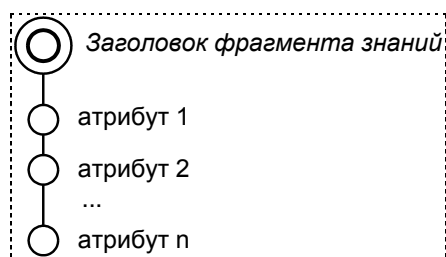 Заголовок фрагмента знаний
атрибут 1
атрибут 2
...
атрибут n